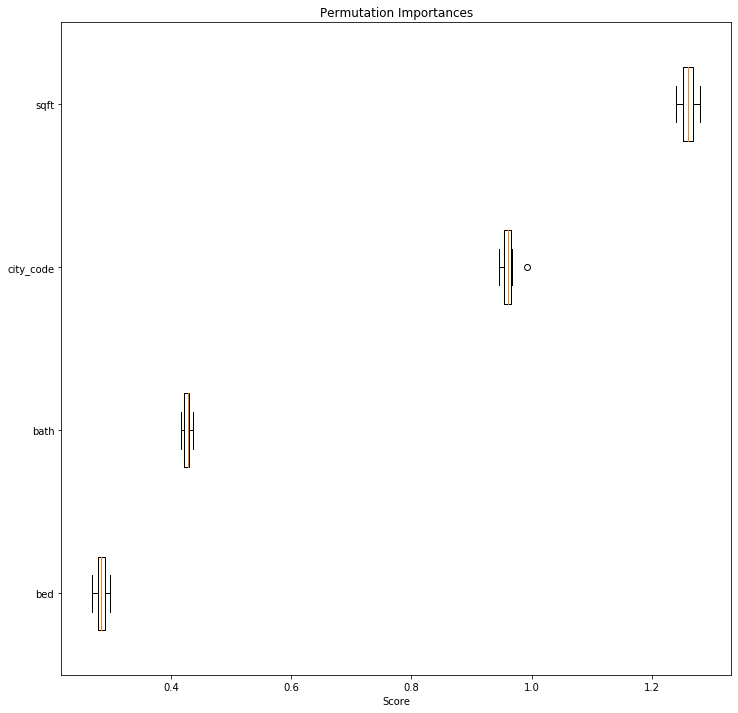 Permutation Importances
sqft
city_code
bath
bed
0.4 0.6 0.8 1.0 1.2
Score